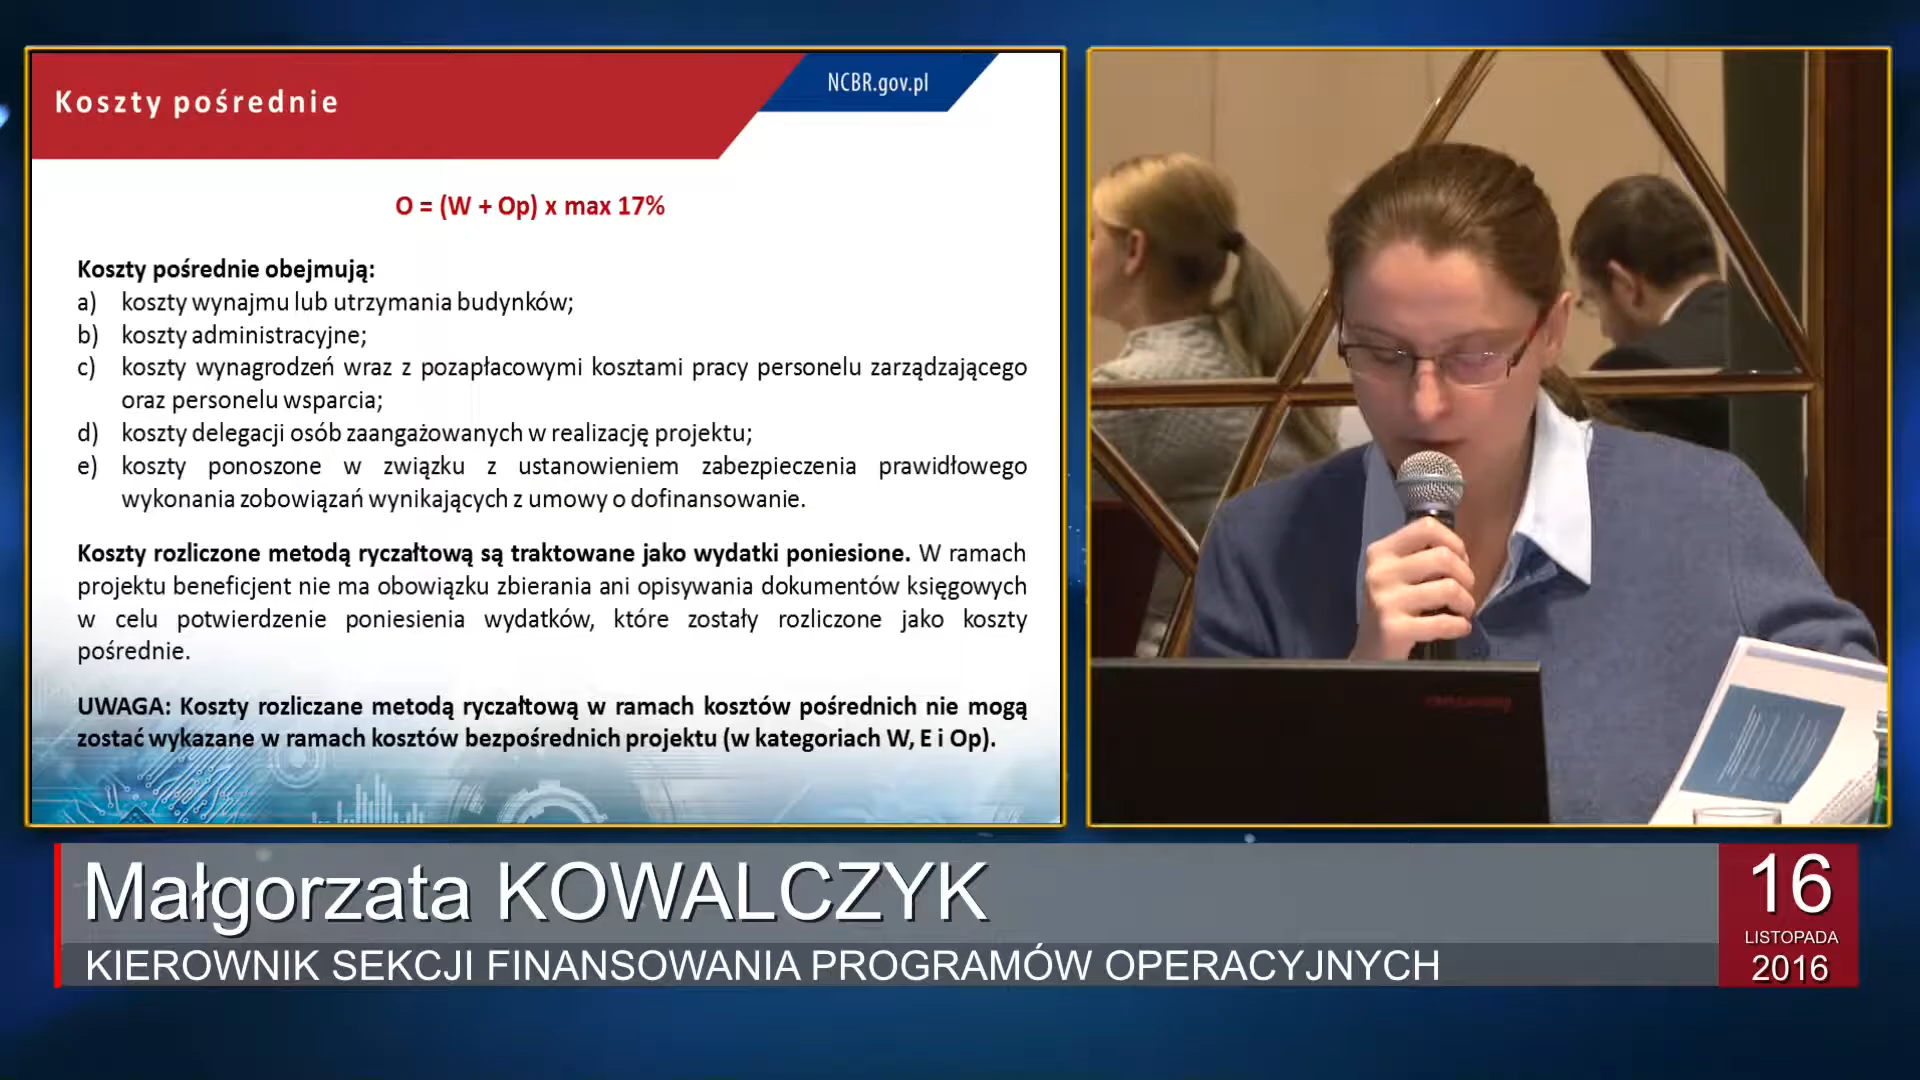 Koszty pośrednie
NCBR.gov.pl
O = (W + Op) x max 17%
Koszty pośrednie obejmują:
a) koszty wynajmu lub utrzymania budynków;
b) koszty administracyjne;
c) koszty wynagrodzeń wraz z pozapłacowymi kosztami pracy personelu zarządzającego
oraz personelu wsparcia;
d) koszty delegacji osób zaangażowanych w realizację projektu;
e) koszty ponoszone w związku z ustanowieniem zabezpieczenia prawidłowego
wykonania zobowiązań wynikających z umowy o dofinansowanie.
Koszty rozliczone metodą ryczałtową są traktowane jako wydatki poniesione. W ramach
projektu beneficjent nie ma obowiązku zbierania ani opisywania dokumentów księgowych
w celu potwierdzenie poniesienia wydatków, które zostały rozliczone jako koszty
pośrednie.
UWAGA: Koszty rozliczane metodą ryczałtową w ramach kosztów pośrednich nie mogą
zostać wykazane w ramach kosztów bezpośrednich projektu (w kategoriach W, E i Op).
Małgorzata KOWALCZYK
KIEROWNIK SEKCJI FINANSOWANIA PROGRAMÓW OPERACYJNYCH
16
LISTOPADA
2016